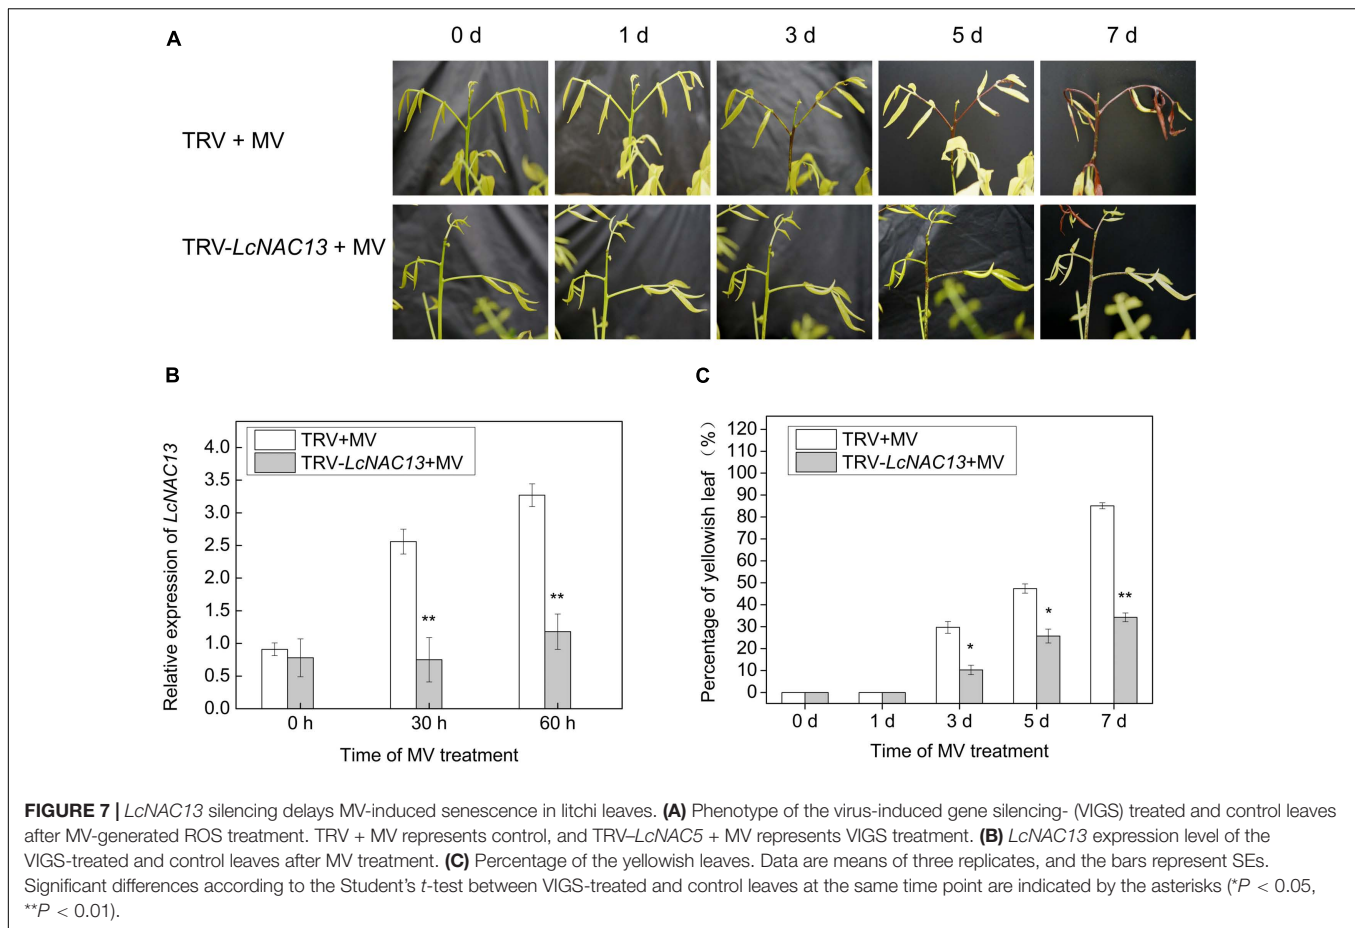 A
0 d 1 d 3 d 5 d 7 d
TRV + MV
TRV-LcNAC13 + MV
B
Relative expression of LcNAC13
4.0
3.5
3.0
2.5
2.0
1.5
1.0
0.5
0.0
TRV+MV
TRV-LcNAC13+MV
**
**
0 h 30 h 60 h
Time of MV treatment
C
Percentage of yellowish leaf （%）
120
110
100
90
80
70
60
50
40
30
20
10
0
TRV+MV
TRV-LcNAC13+MV
*
*
**
0 d 1 d 3 d 5 d 7 d
Time of MV treatment
FIGURE 7 | LcNAC13 silencing delays MV-induced senescence in litchi leaves. (A) Phenotype of the virus-induced gene silencing- (VIGS) treated and control leaves
after MV-generated ROS treatment. TRV + MV represents control, and TRV–LcNAC5 + MV represents VIGS treatment. (B) LcNAC13 expression level of the
VIGS-treated and control leaves after MV treatment. (C) Percentage of the yellowish leaves. Data are means of three replicates, and the bars represent SEs.
Significant differences according to the Student's t-test between VIGS-treated and control leaves at the same time point are indicated by the asterisks (*P < 0.05,
**P < 0.01).